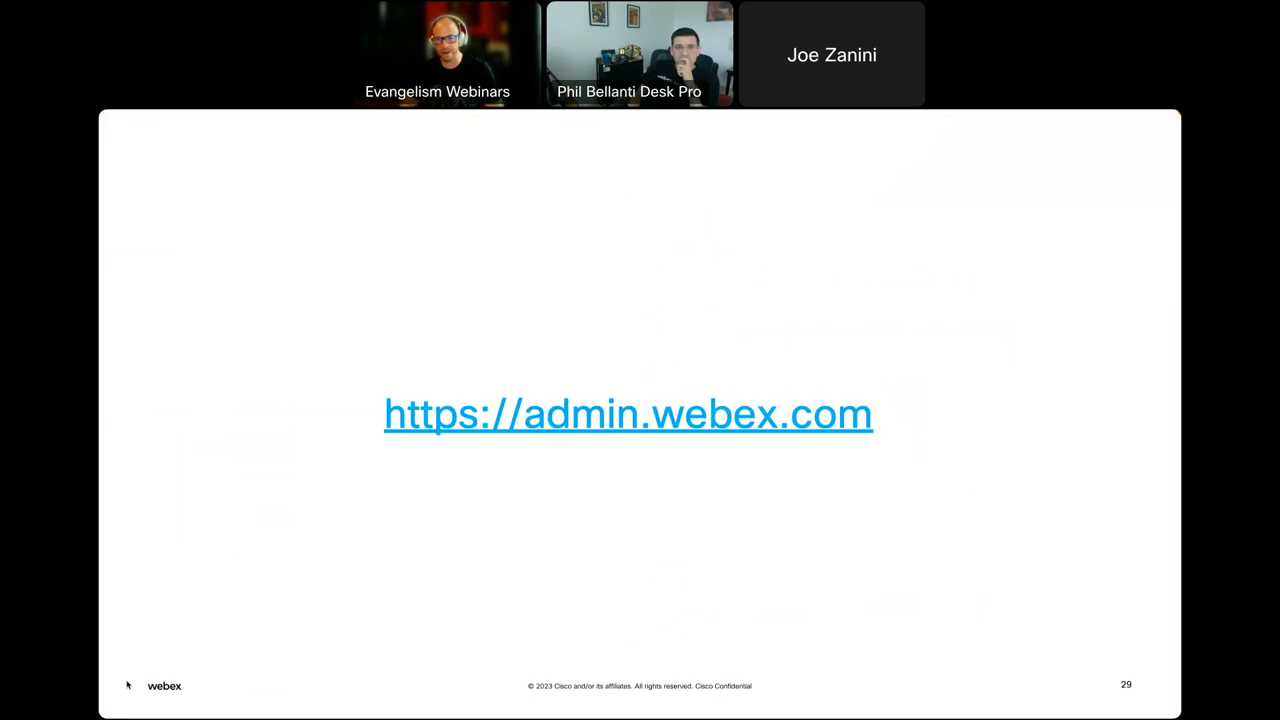 Evangelism Webinars
Phil Bellanti Desk Pro
Joe Zanini
https://admin.webex.com
webex
© 2023 Cisco and/or its affiliates. All rights reserved. Cisco Confidential
29